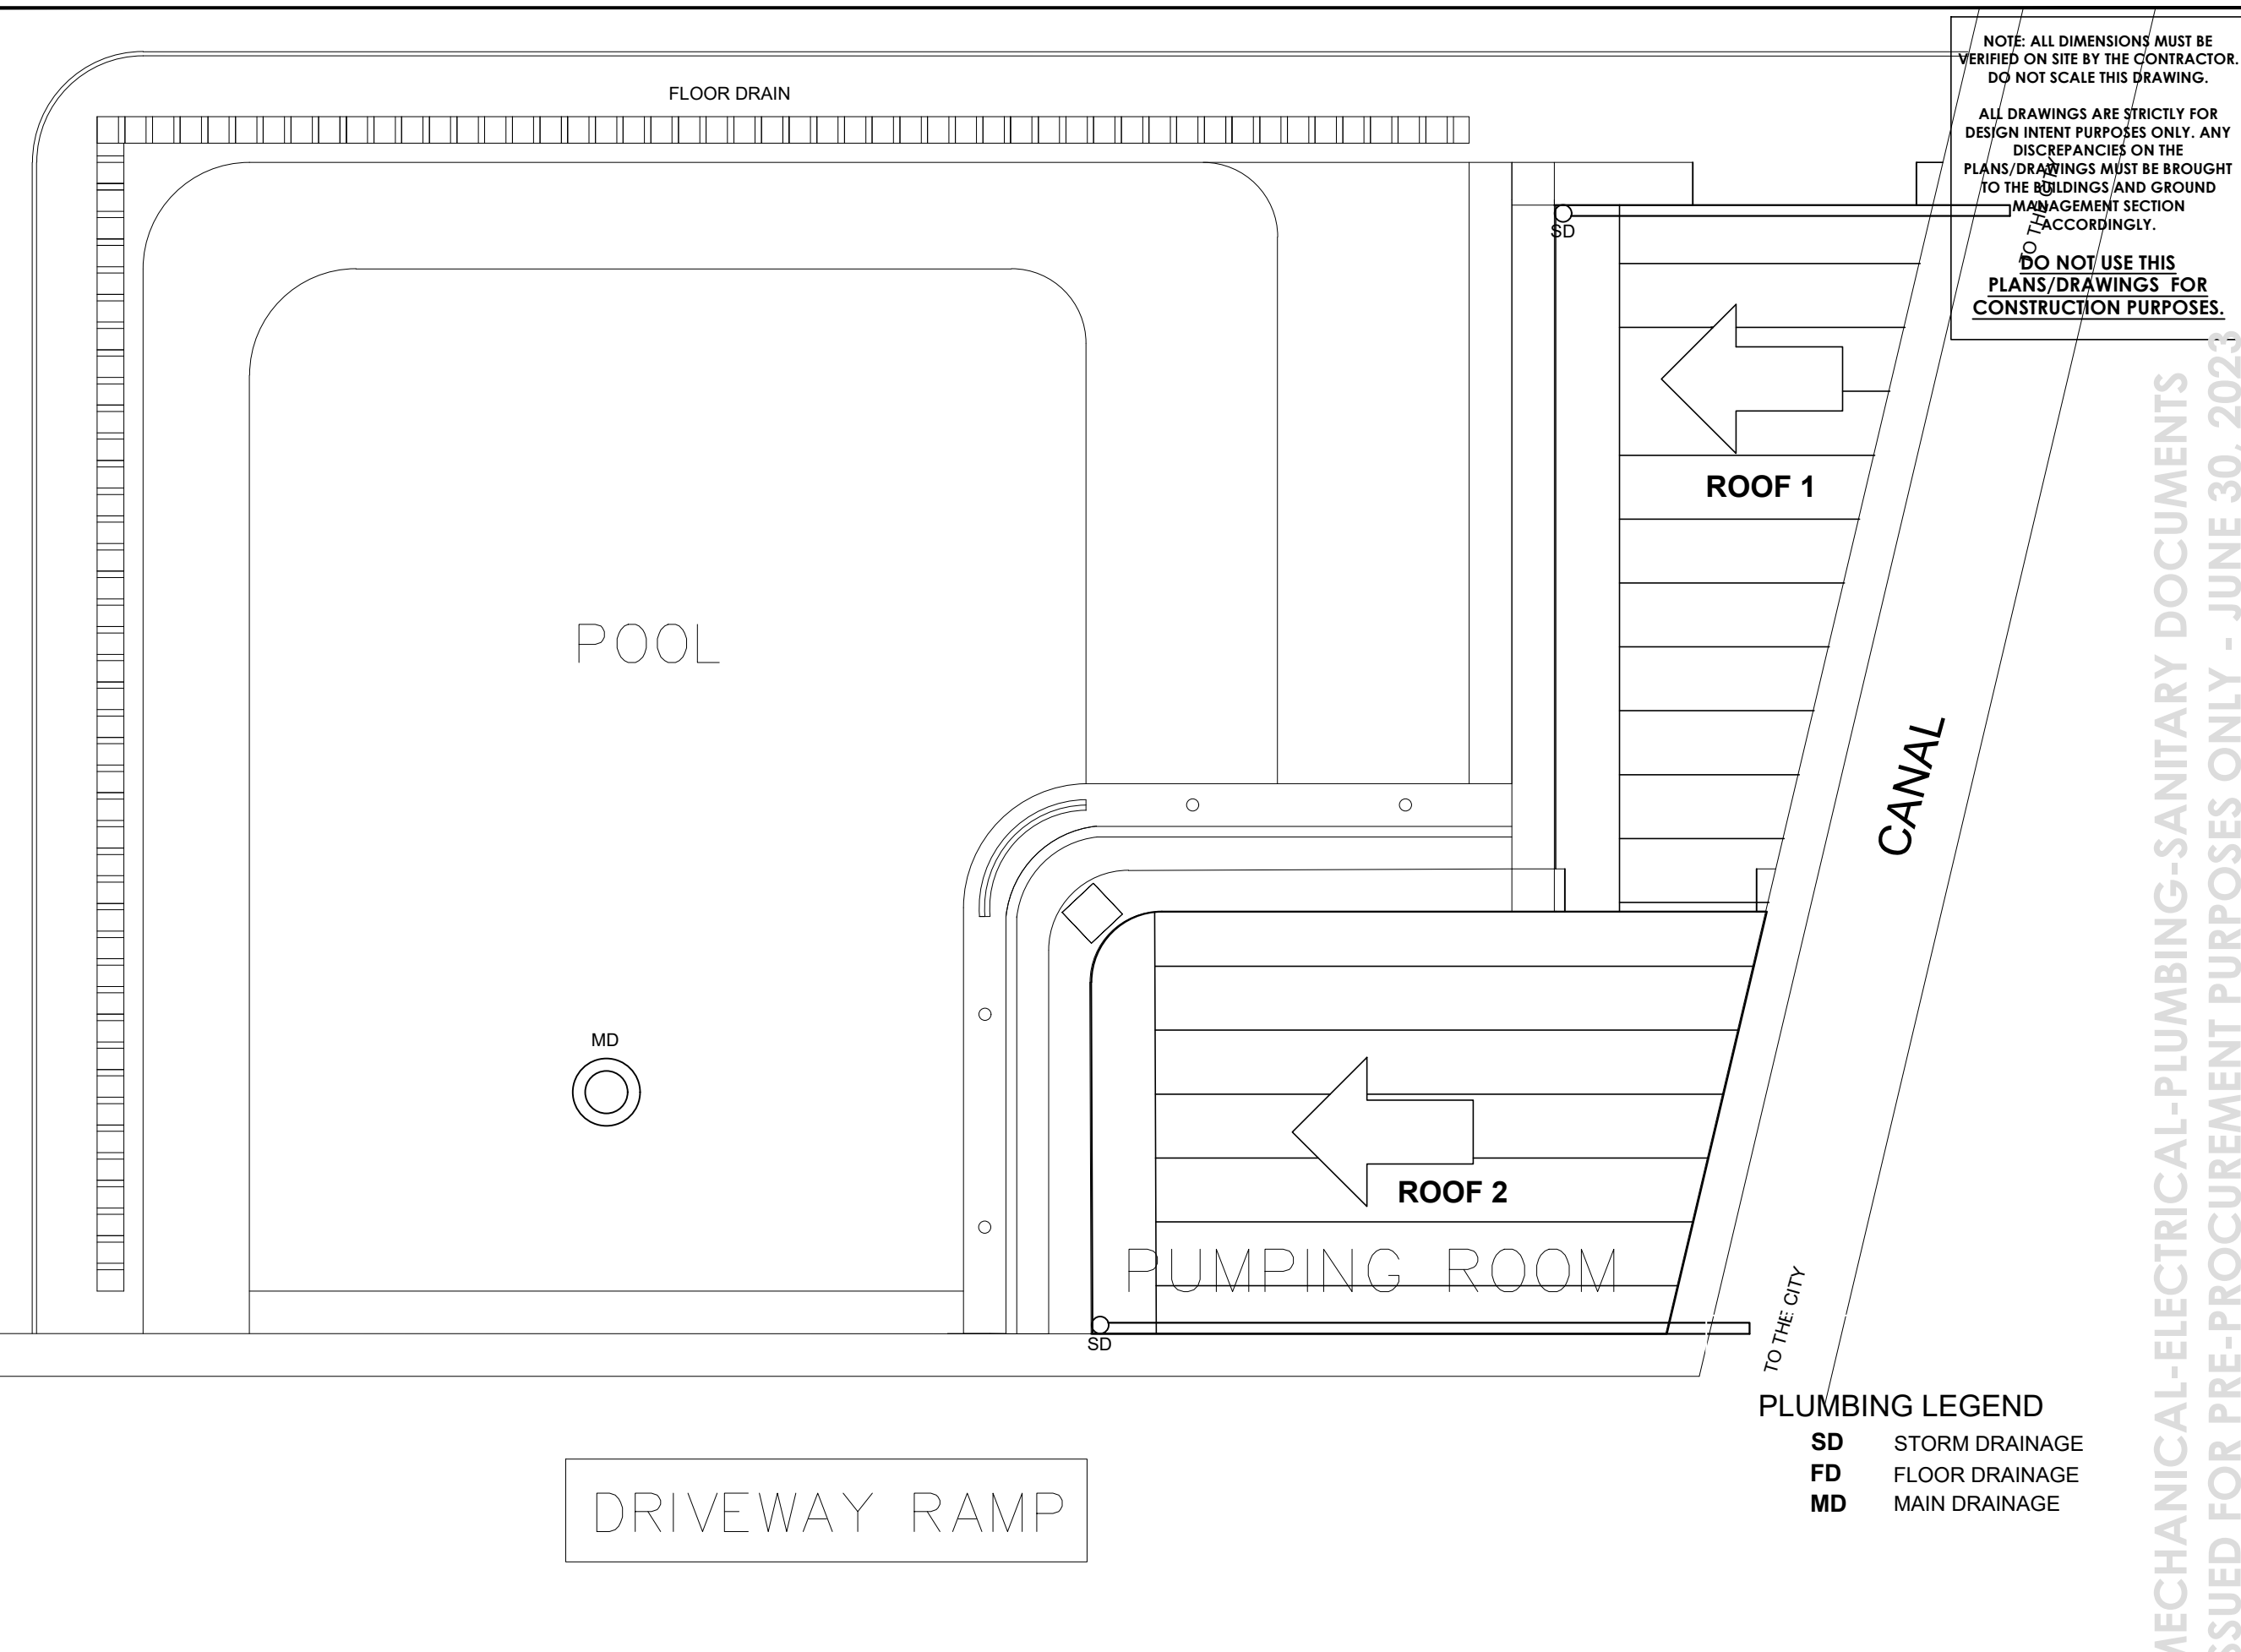 NOTE: ALL DIMENSIONS MUST BE
VERIFIED ON SITE BY THE CONTRACTOR.
DO NOT SCALE THIS DRAWING.
ALL DRAWINGS ARE STRICTLY FOR
DESIGN INTENT PURPOSES ONLY. ANY
DISCREPANCIES ON THE
PLANS/DRAWINGS MUST BE BROUGHT
TO THE BUILDINGS AND GROUND
MANAGEMENT SECTION
ACCORDINGLY.
DO NOT USE THIS
PLANS/DRAWINGS FOR
CONSTRUCTION PURPOSES.
FLOOR DRAIN
TO THE CITY
SD
ROOF 1
POOL
CANAL
MD
ROOF 2
PUMPING ROOM
SD
TO THE CITY
PLUMBING LEGEND
SD STORM DRAINAGE
FD FLOOR DRAINAGE
MD MAIN DRAINAGE
DRIVEWAY RAMP
MECHANICAL-ELECTRICAL-PLUMBING-SANITARY DOCUMENTS
SSUED FOR PRE-PROCUREMENT PURPOSES ONLY - JUNE 30, 2023